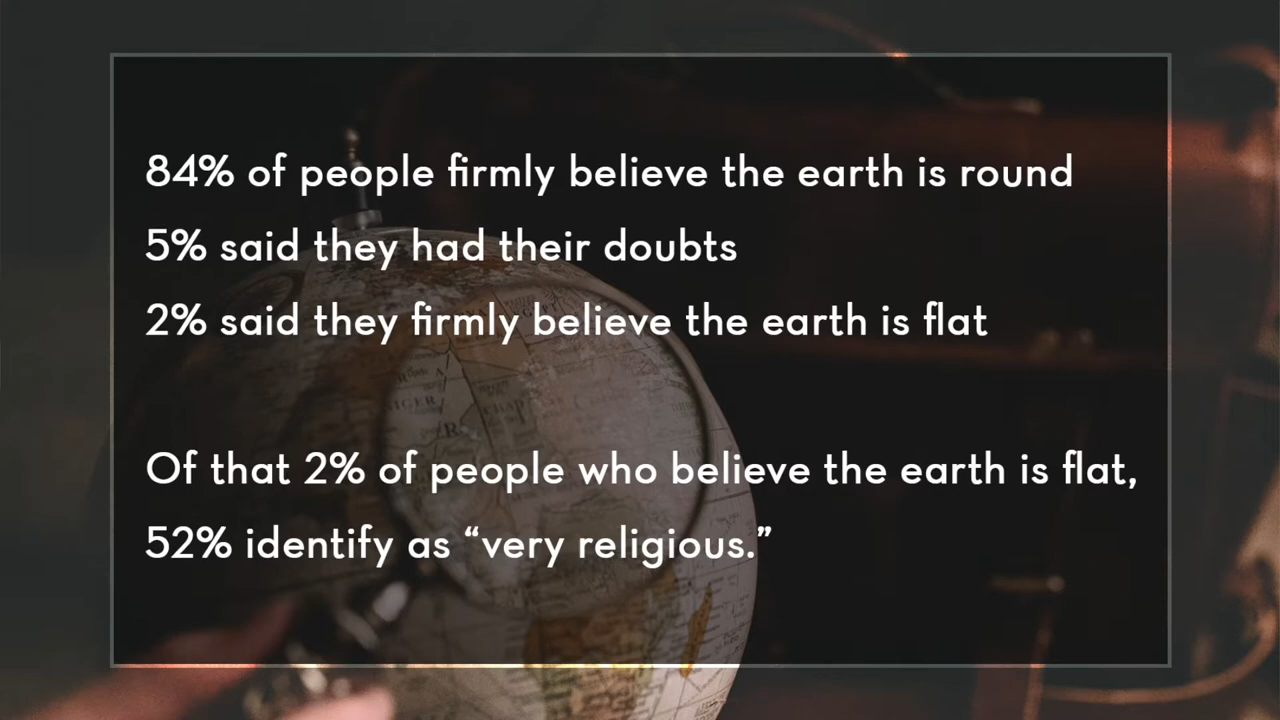 84% of people firmly believe the earth is round
5% said they had their doubts
2% said they firmly believe the earth is flat
Of that 2% of people who believe the earth is flat,
52% identify as “very religious.”